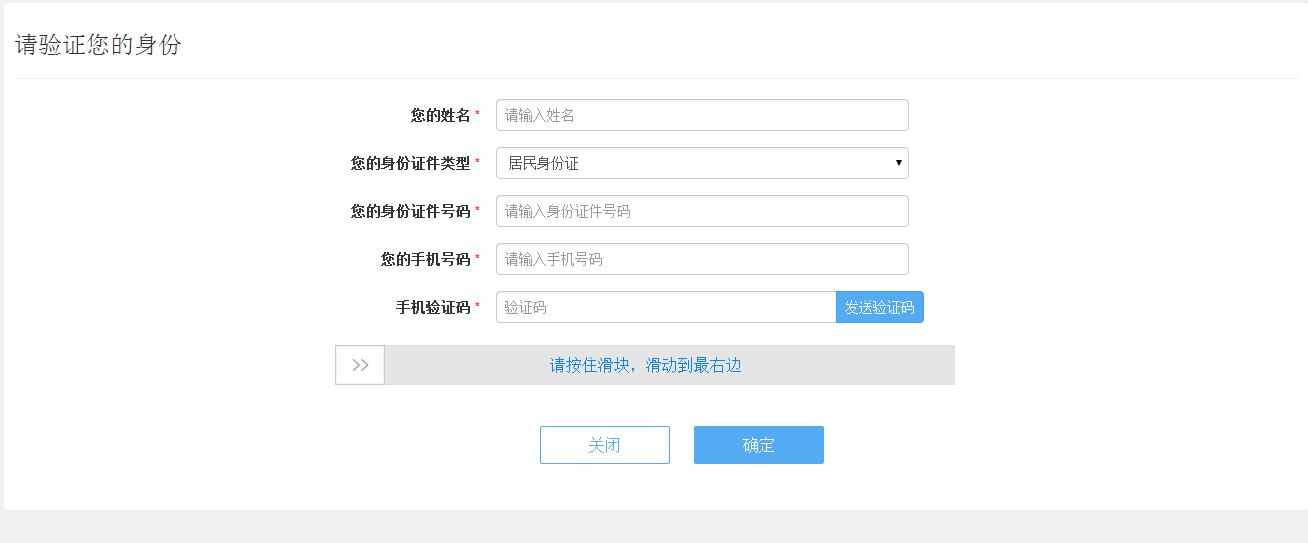 请验证您的身份
您的姓名 * 请输入姓名
您的身份证件类型 * 居民身份证
您的身份证件号码 * 请输入身份证件号码
您的手机号码 * 请输入手机号码
手机验证码 * 验证码 发送验证码
请按住滑块，滑动到最右边
关闭 确定